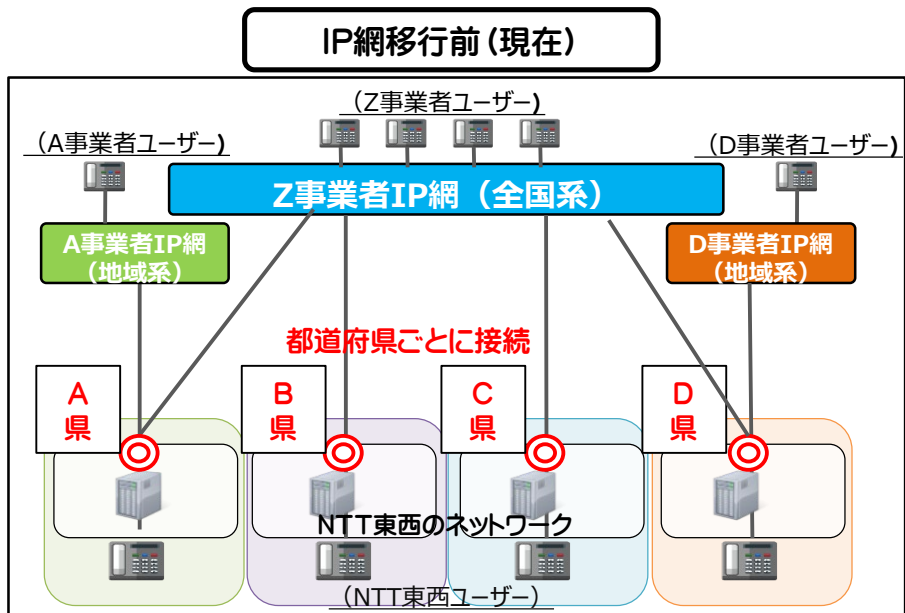 IP網移行前(現在)
(Z事業者ユーザー)
(A事業者ユーザー)
(D事業者ユーザー)
Z事業者IP網(全国系)
A事業者IP網
(地域系)
D事業者IP網
(地域系)
都道府県ごとに接続
A
県
B
県
C
県
D
県
NTT東西のネットワーク
(NTT東西ユーザー)